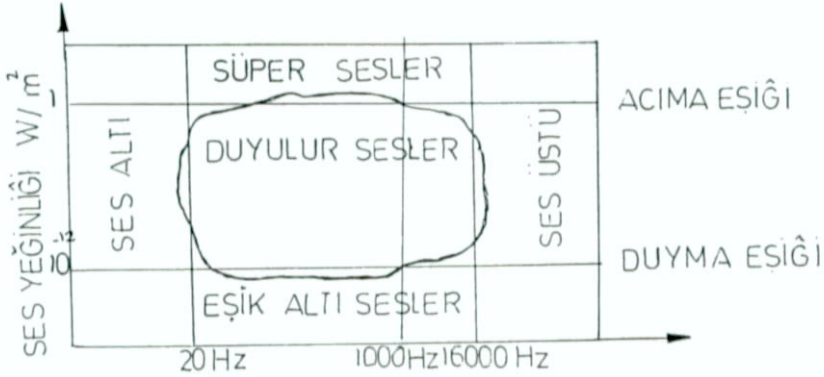 SÜPER SESLER
1
ACIMA EŞİĞİ
SES YEĞİNLİĞİ W/m²
SES ALTI
DUYULUR SESLER
SES ÜSTÜ
10⁻¹²
DUYMA EŞİĞİ
EŞİK ALTI SESLER
20 Hz
1000Hz
16000 Hz